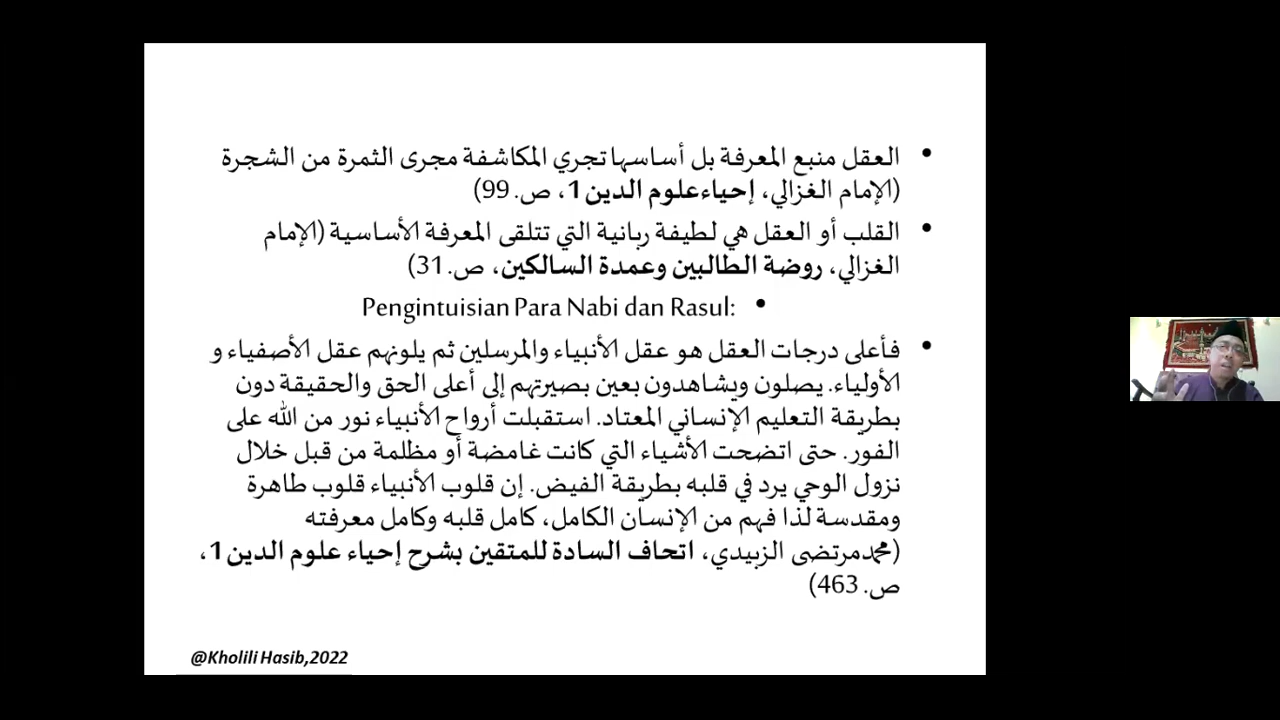 • العقل منبع المعرفة بل أساسها تجري المكاشفة مجرى الثمرة من الشجرة
(الإمام الغزالي، إحياءعلوم الدين1، ص.99)
• القلب أو العقل هي لطيفة ربانية التي تتلقى المعرفة الأساسية (الإمام
الغزالي، روضة الطالبين وعمدة السالكين، ص.31)
• Pengintuisian Para Nabi dan Rasul:
• فأعلى درجات العقل هو عقل الأنبياء والمرسلين ثم يلونهم عقل الأصفياء و
الأولياء. يصلون ويشاهدون بعين بصيرتهم إلى أعلى الحق والحقيقة دون
بطريقة التعليم الإنساني المعتاد. استقبلت أرواح الأنبياء نور من الله على
الفور. حتى اتضحت الأشياء التي كانت غامضة أو مظلمة من قبل خلال
نزول الوحي يرد في قلبه بطريقة الفيض. إن قلوب الأنبياء قلوب طاهرة
ومقدسة لذا فهم من الإنسان الكامل، كامل قلبه وكامل معرفته
(محمدمرتضى الزبيدي، اتحاف السادة للمتقين بشرح إحياء علوم الدين1،
ص.463)
@Kholili Hasib,2022